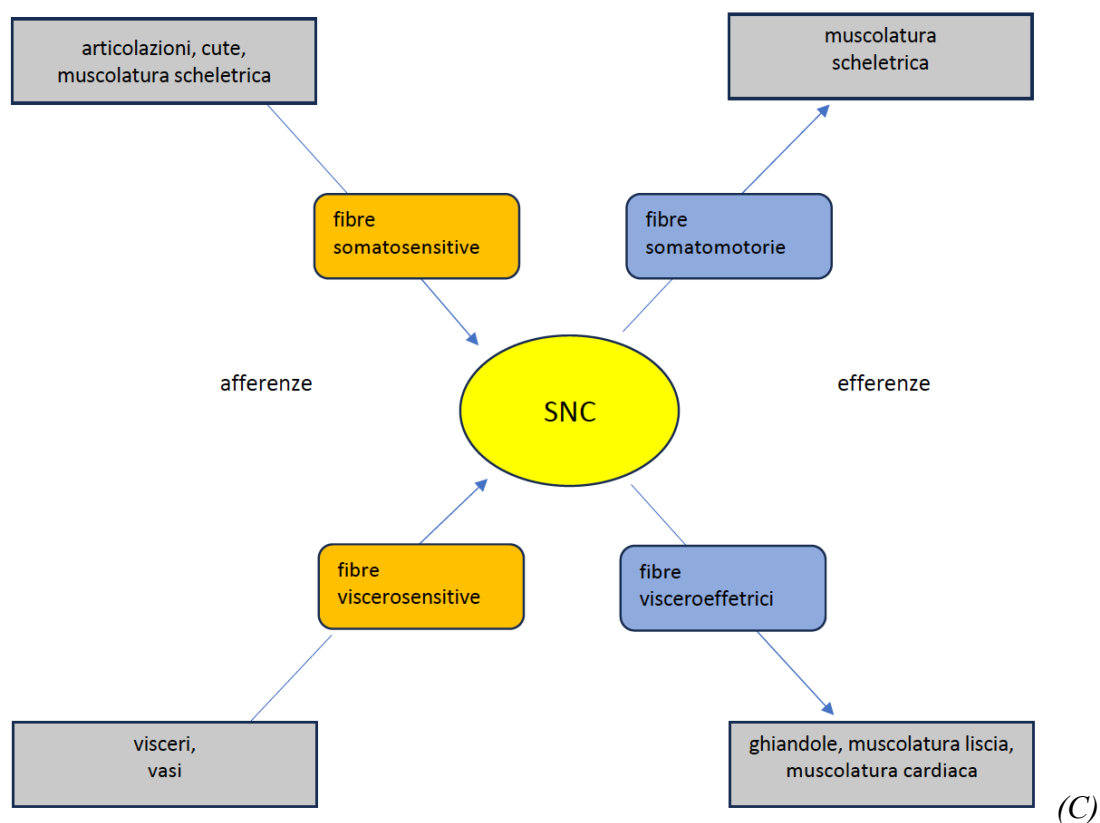 articolazioni, cute,
muscolatura scheletrica
muscolatura
scheletrica
fibre
somatosensitive
fibre
somatomotorie
afferenze
efferenze
SNC
fibre
viscerosensitive
fibre
visceroeffetrici
visceri,
vasi
ghiandole, muscolatura liscia,
muscolatura cardiaca
(C)